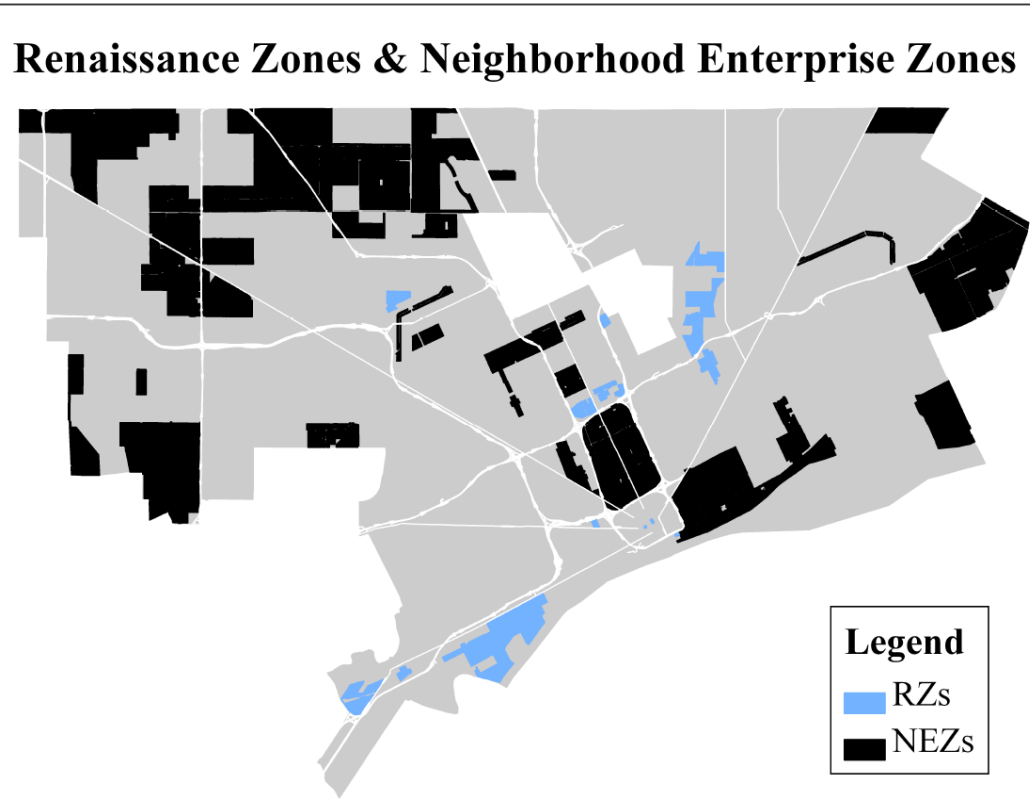 Renaissance Zones & Neighborhood Enterprise Zones
Legend
RZs
NEZs